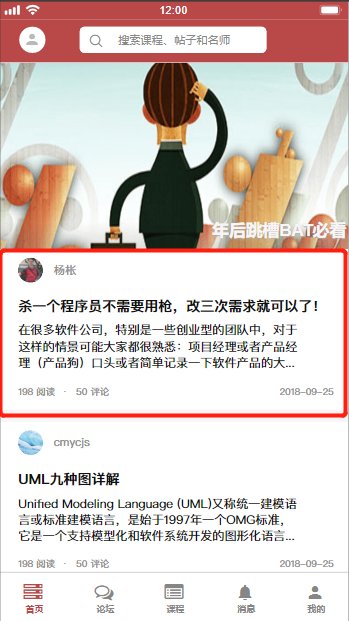 12:00
搜索课程、帖子和名师
年后跳槽BAT必看
杨枨
杀一个程序员不需要用枪，改三次需求就可以了！
在很多软件公司，特别是一些创业型的团队中，对于
这样的情景可能大家都很熟悉：项目经理或者产品经
理（产品狗）口头或者简单记录一下软件产品的大...
198 阅读 · 50 评论 2018-09-25
cmycjs
UML九种图详解
Unified Modeling Language (UML)又称统一建模语
言或标准建模语言，是始于1997年一个OMG标准，
它是一个支持模型化和软件系统开发的图形化语言...
198 阅读 · 50 评论 2018-09-25
首页 论坛 课程 消息 我的